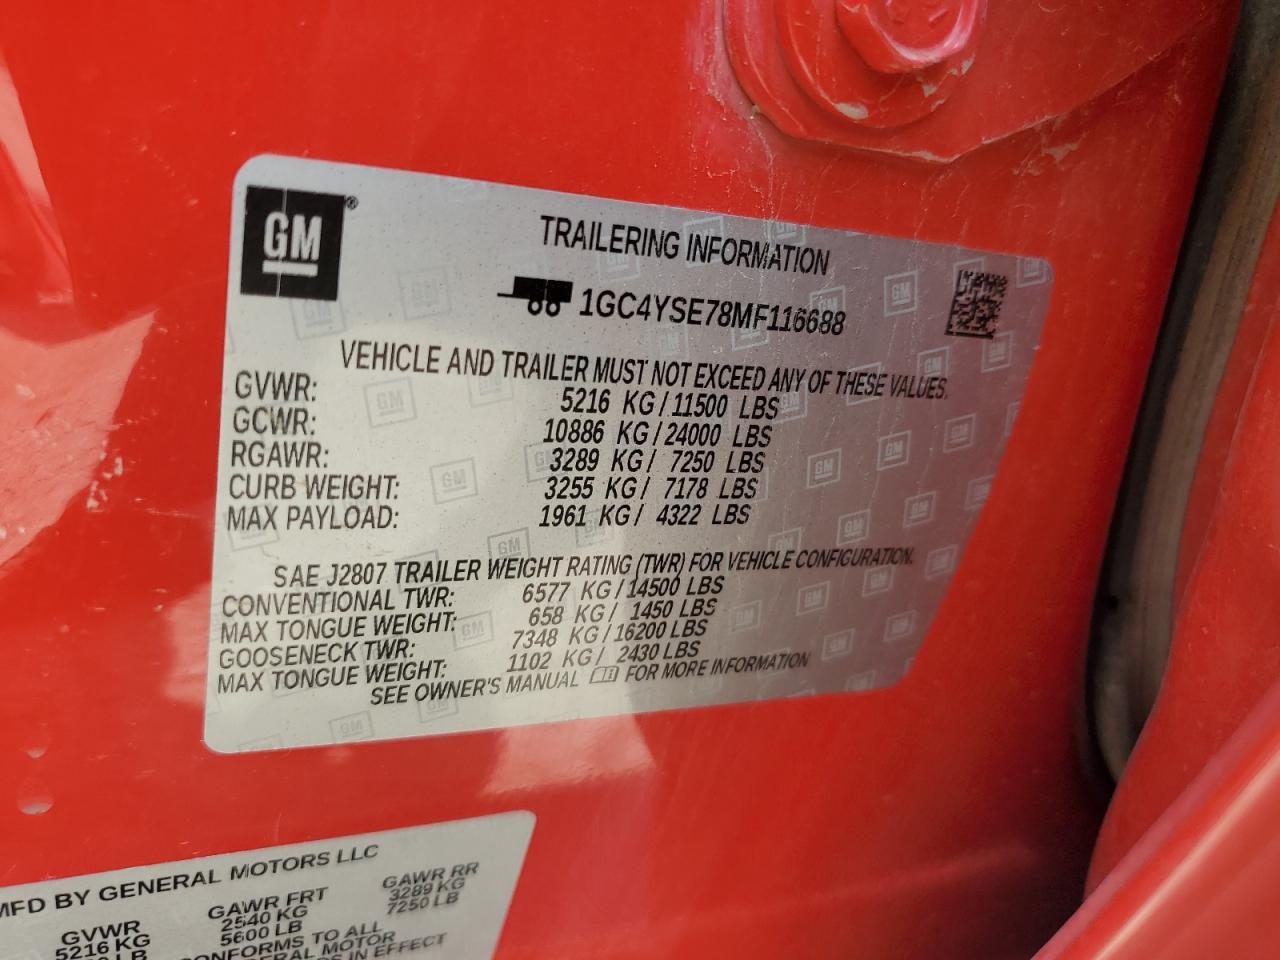 GM®
TRAILERING INFORMATION
1GC4YSE78MF116688
VEHICLE AND TRAILER MUST NOT EXCEED ANY OF THESE VALUES.
GVWR: 5216 KG/11500 LBS
GCWR: 10886 KG/24000 LBS
RGAWR: 3289 KG/ 7250 LBS
CURB WEIGHT: 3255 KG/ 7178 LBS
MAX PAYLOAD: 1961 KG/ 4322 LBS
SAE J2807 TRAILER WEIGHT RATING (TWR) FOR VEHICLE CONFIGURATION.
CONVENTIONAL TWR: 6577 KG/14500 LBS
MAX TONGUE WEIGHT: 658 KG/ 1450 LBS
GOOSENECK TWR: 7348 KG/16200 LBS
MAX TONGUE WEIGHT: 1102 KG/ 2430 LBS
SEE OWNER'S MANUAL FOR MORE INFORMATION
MFD BY GENERAL MOTORS LLC
GVWR GAWR FRT GAWR RR
5216 KG 2540 KG 3289 KG
LB 5600 LB 7250 LB
CONFORMS TO ALL
MOTOR
IN EFFECT